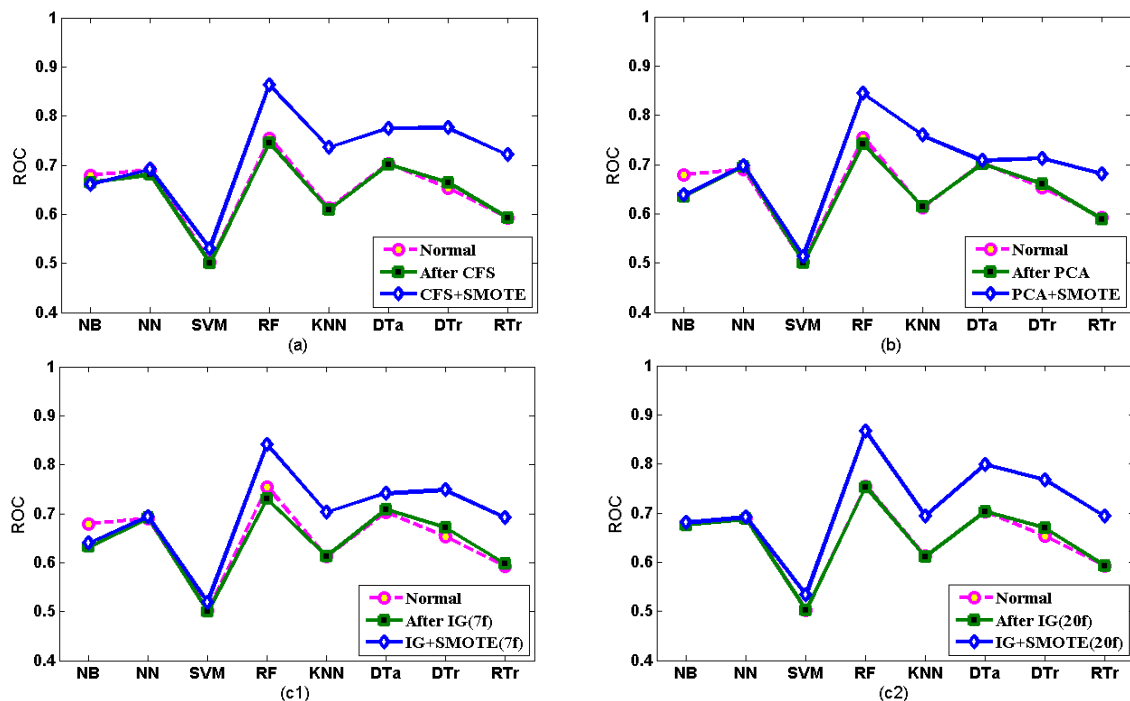 1
0.9
0.8
0.7
0.6
0.5
0.4
ROC
NB NN SVM RF KNN DTa DTr RTr
Normal
After CFS
CFS+SMOTE
(a)
1
0.9
0.8
0.7
0.6
0.5
0.4
ROC
NB NN SVM RF KNN DTa DTr RTr
Normal
After PCA
PCA+SMOTE
(b)
1
0.9
0.8
0.7
0.6
0.5
0.4
ROC
NB NN SVM RF KNN DTa DTr RTr
Normal
After IG(7f)
IG+SMOTE(7f)
(c1)
1
0.9
0.8
0.7
0.6
0.5
0.4
ROC
NB NN SVM RF KNN DTa DTr RTr
Normal
After IG(20f)
IG+SMOTE(20f)
(c2)